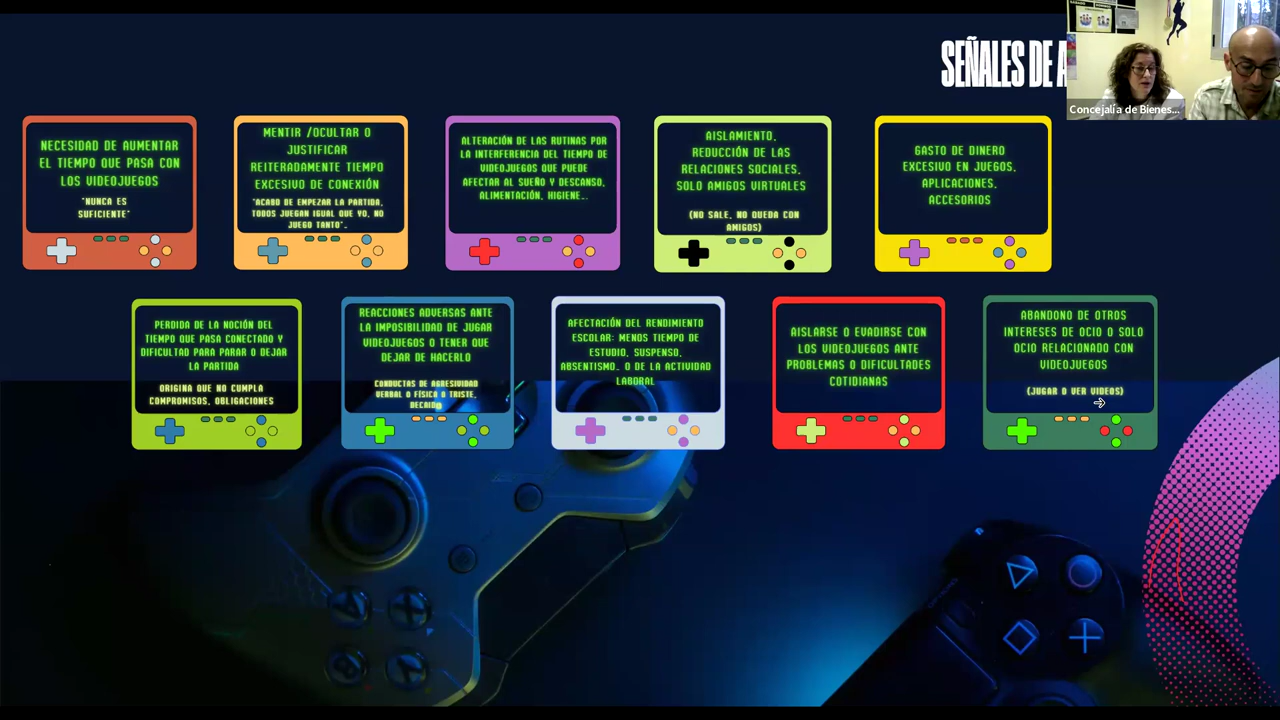 SEÑALES DE A
Concejalía de Bienes...
NECESIDAD DE AUMENTAR
EL TIEMPO QUE PASA CON
LOS VIDEOJUEGOS
"NUNCA ES
SUFICIENTE"
MENTIR /OCULTAR O
JUSTIFICAR
REITERADAMENTE TIEMPO
EXCESIVO DE CONEXIÓN
"ACABO DE EMPEZAR LA PARTIDA,
TODOS JUEGAN IGUAL QUE YO, NO
JUEGO TANTO".
ALTERACIÓN DE LAS RUTINAS POR
LA INTERFERENCIA DEL TIEMPO DE
VIDEOJUEGOS QUE PUEDE
AFECTAR AL SUEÑO Y DESCANSO,
ALIMENTACIÓN, HIGIENE...
AISLAMIENTO,
REDUCCIÓN DE LAS
RELACIONES SOCIALES,
SOLO AMIGOS VIRTUALES
(NO SALE, NO QUEDA CON
AMIGOS)
GASTO DE DINERO
EXCESIVO EN JUEGOS,
APLICACIONES,
ACCESORIOS
PERDIDA DE LA NOCIÓN DEL
TIEMPO QUE PASA CONECTADO Y
DIFICULTAD PARA PARAR O DEJAR
LA PARTIDA
ORIGINA QUE NO CUMPLA
COMPROMISOS, OBLIGACIONES
REACCIONES ADVERSAS ANTE
LA IMPOSIBILIDAD DE JUGAR
VIDEOJUEGOS O TENER QUE
DEJAR DE HACERLO
CONDUCTAS DE AGRESIVIDAD
VERBAL O FÍSICA O TRISTE,
DECAIDO
AFECTACIÓN DEL RENDIMIENTO
ESCOLAR: MENOS TIEMPO DE
ESTUDIO, SUSPENSO,
ABSENTISMO.. O DE LA ACTIVIDAD
LABORAL
AISLARSE O EVADIRSE CON
LOS VIDEOJUEGOS ANTE
PROBLEMAS O DIFICULTADES
COTIDIANAS
ABANDONO DE OTROS
INTERESES DE OCIO O SOLO
OCIO RELACIONADO CON
VIDEOJUEGOS
(JUGAR O VER VIDEOS)